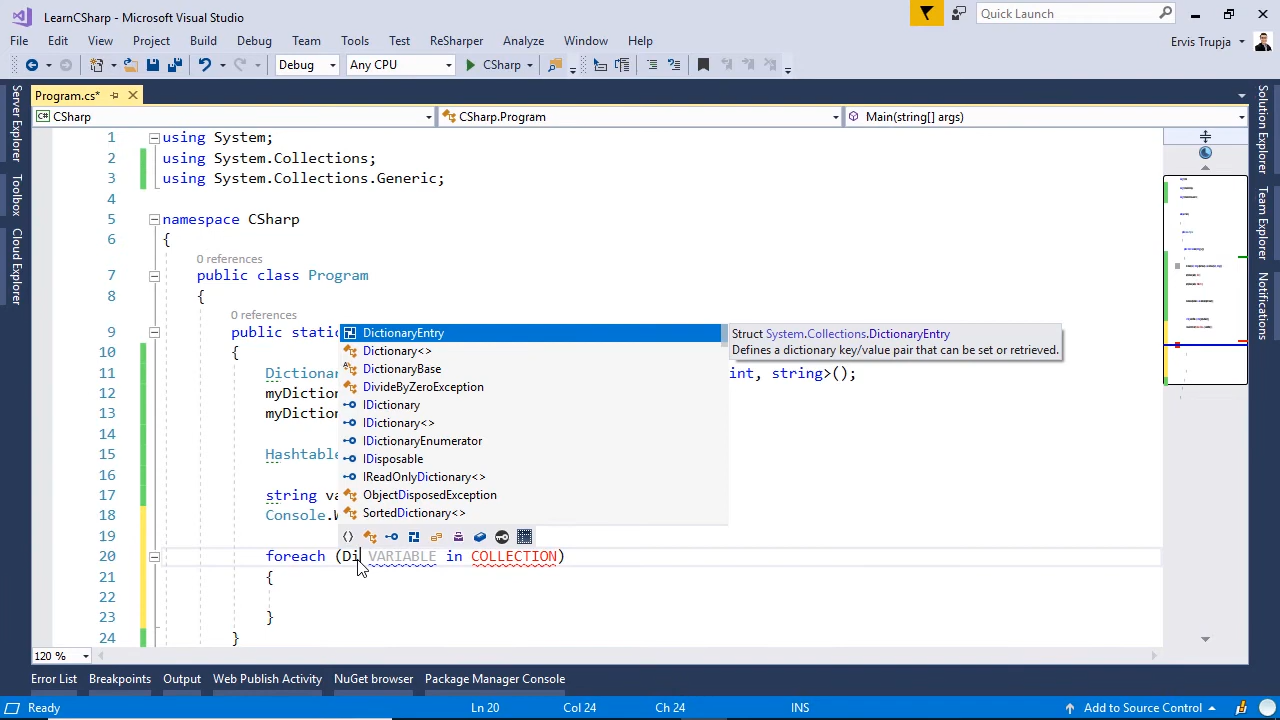 LearnCSharp - Microsoft Visual Studio
Quick Launch
File Edit View Project Build Debug Team Tools Test ReSharper Analyze Window Help
Ervis Trupja
Debug Any CPU CSharp
Program.cs*
CSharp CSharp.Program Main(string[] args)
Server Explorer
Toolbox
Cloud Explorer
Solution Explorer
Team Explorer
Notifications
1 using System;
2 using System.Collections;
3 using System.Collections.Generic;
4
5 namespace CSharp
6 {
0 references
7 public class Program
8 {
0 references
9 public static
10 {
11 Dictionar int, string>();
12 myDiction
13 myDiction
14
15 Hashtable
16
17 string va
18 Console.W
19
20 foreach (Di VARIABLE in COLLECTION)
21 {
22
23 }
24 }
DictionaryEntry
Dictionary<>
DictionaryBase
DivideByZeroException
IDictionary
IDictionary<>
IDictionaryEnumerator
IDisposable
IReadOnlyDictionary<>
ObjectDisposedException
SortedDictionary<>
Struct System.Collections.DictionaryEntry
Defines a dictionary key/value pair that can be set or retrieved.
120 %
Error List Breakpoints Output Web Publish Activity NuGet browser Package Manager Console
Ready Ln 20 Col 24 Ch 24 INS Add to Source Control